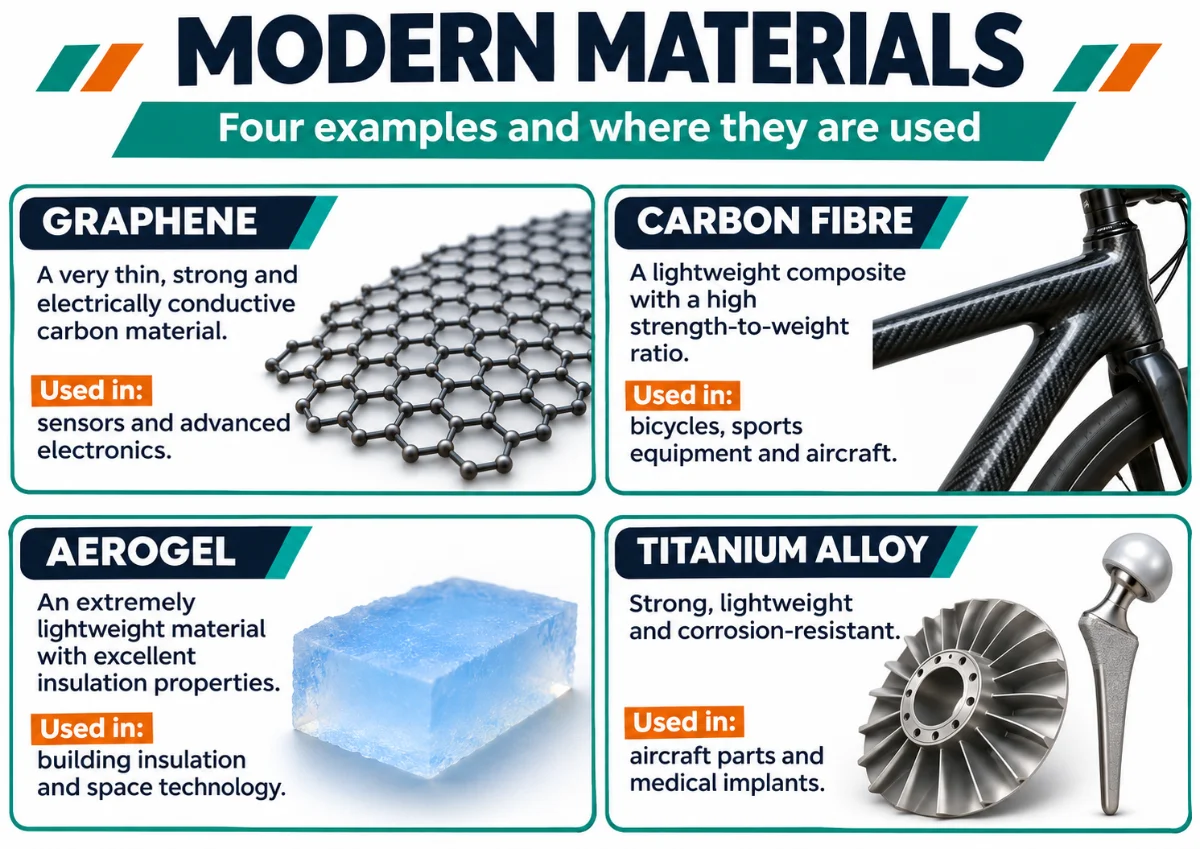 MODERN MATERIALS
Four examples and where they are used
GRAPHENE
A very thin, strong and
electrically conductive
carbon material.
Used in:
sensors and advanced
electronics.
CARBON FIBRE
A lightweight composite
with a high
strength-to-weight
ratio.
Used in:
bicycles, sports
equipment and aircraft.
AEROGEL
An extremely
lightweight material
with excellent
insulation properties.
Used in:
building insulation
and space technology.
TITANIUM ALLOY
Strong, lightweight
and corrosion-resistant.
Used in:
aircraft parts and
medical implants.